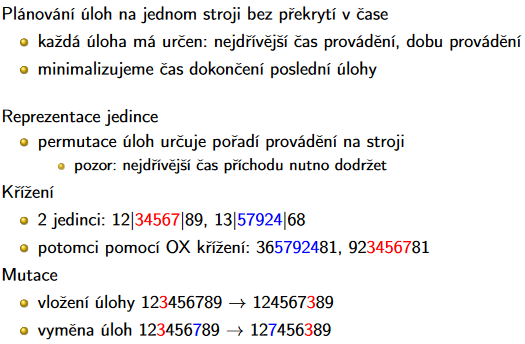 Plánování úloh na jednom stroji bez překrytí v čase
každá úloha má určen: nejdřívější čas provádění, dobu provádění
minimalizujeme čas dokončení poslední úlohy
Reprezentace jedince
permutace úloh určuje pořadí provádění na stroji
pozor: nejdřívější čas příchodu nutno dodržet
Křížení
2 jedinci: 12|34567|89, 13|57924|68
potomci pomocí OX křížení: 365792481, 923456781
Mutace
vložení úlohy 123456789 → 124567389
výměna úloh 123456789 → 127456389